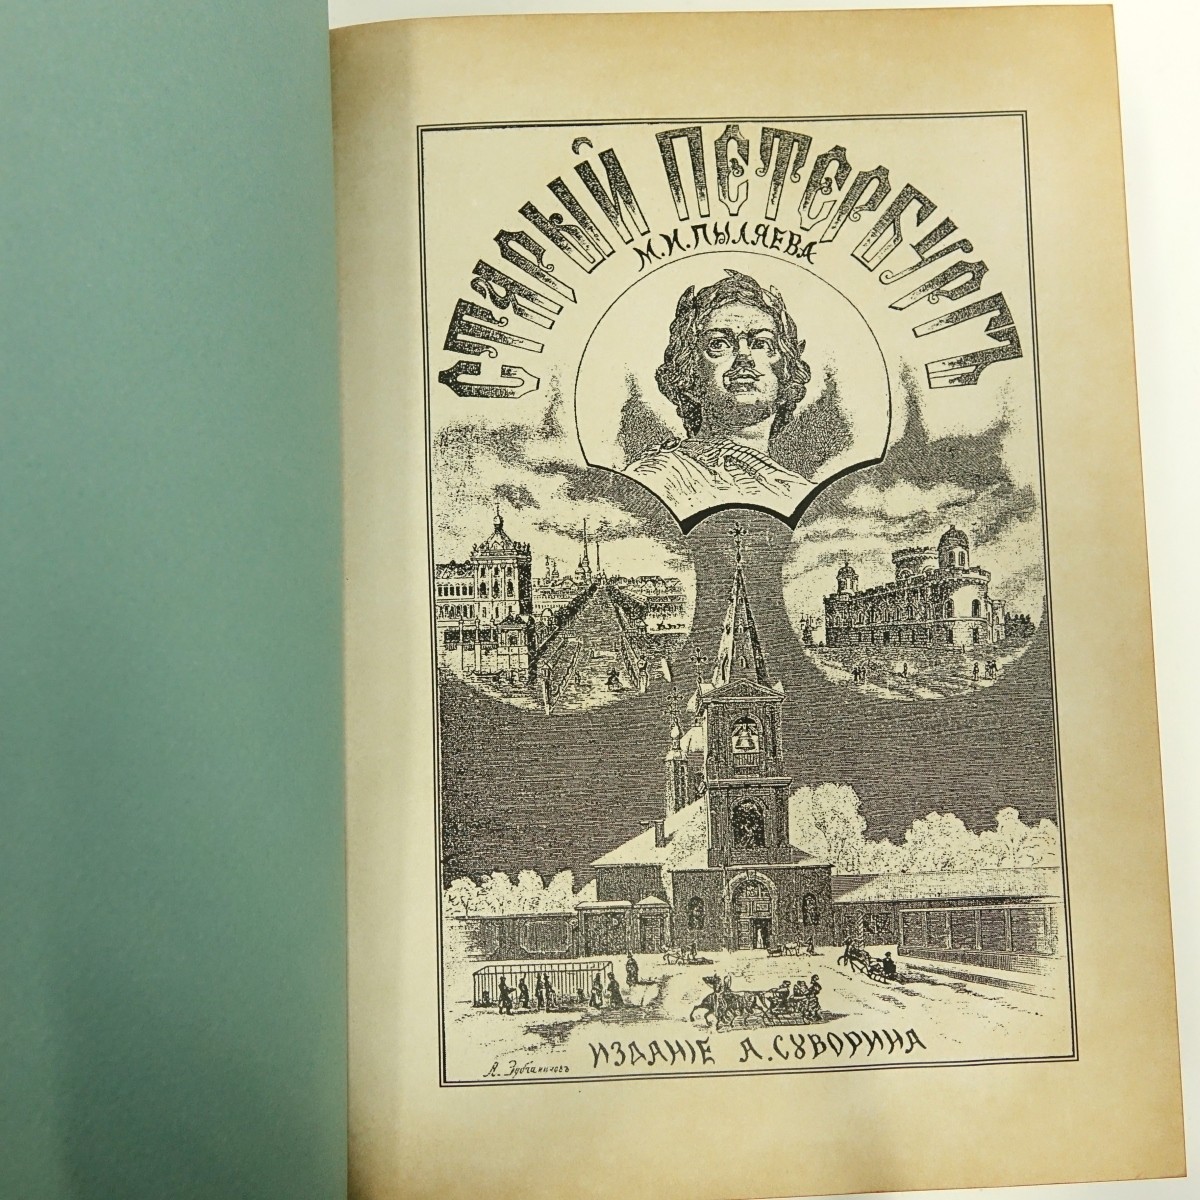 СТАРЫЙ ПЕТЕРБУРГЪ
М. И. ПЫЛЯЕВА
ИЗДАНІЕ А. СУВОРИНА
А.